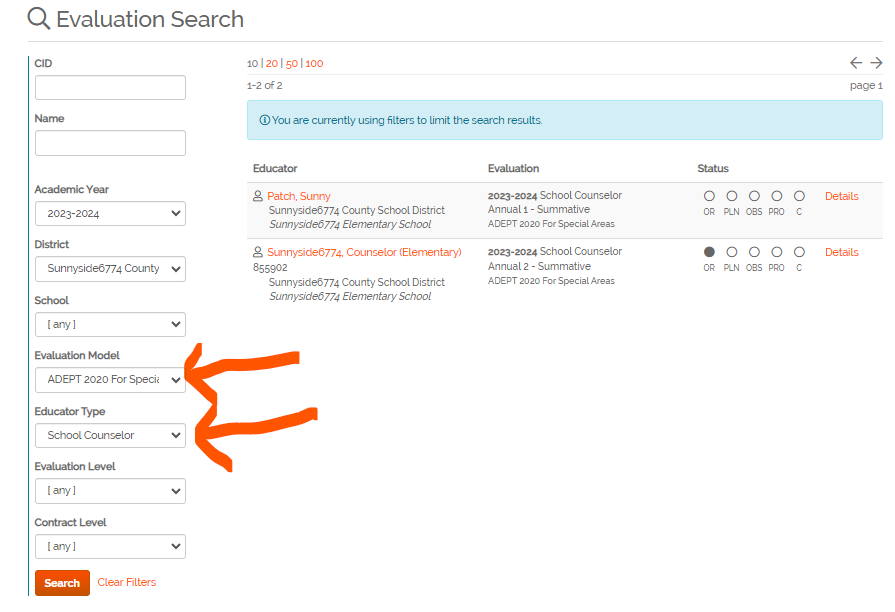 Evaluation Search
CID
Name
Academic Year
2023-2024
District
Sunnyside6774 County
School
[ any ]
Evaluation Model
ADEPT 2020 For Specia
Educator Type
School Counselor
Evaluation Level
[ any ]
Contract Level
[ any ]
Search Clear Filters
10 | 20 | 50 | 100
1-2 of 2 page 1
You are currently using filters to limit the search results.
Educator Evaluation Status
Patch, Sunny 2023-2024 School Counselor Details
Sunnyside6774 County School District Annual 1 - Summative OR PLN OBS PRO C
Sunnyside6774 Elementary School ADEPT 2020 For Special Areas
Sunnyside6774, Counselor (Elementary) 2023-2024 School Counselor Details
855902 Annual 2 - Summative OR PLN OBS PRO C
Sunnyside6774 County School District ADEPT 2020 For Special Areas
Sunnyside6774 Elementary School